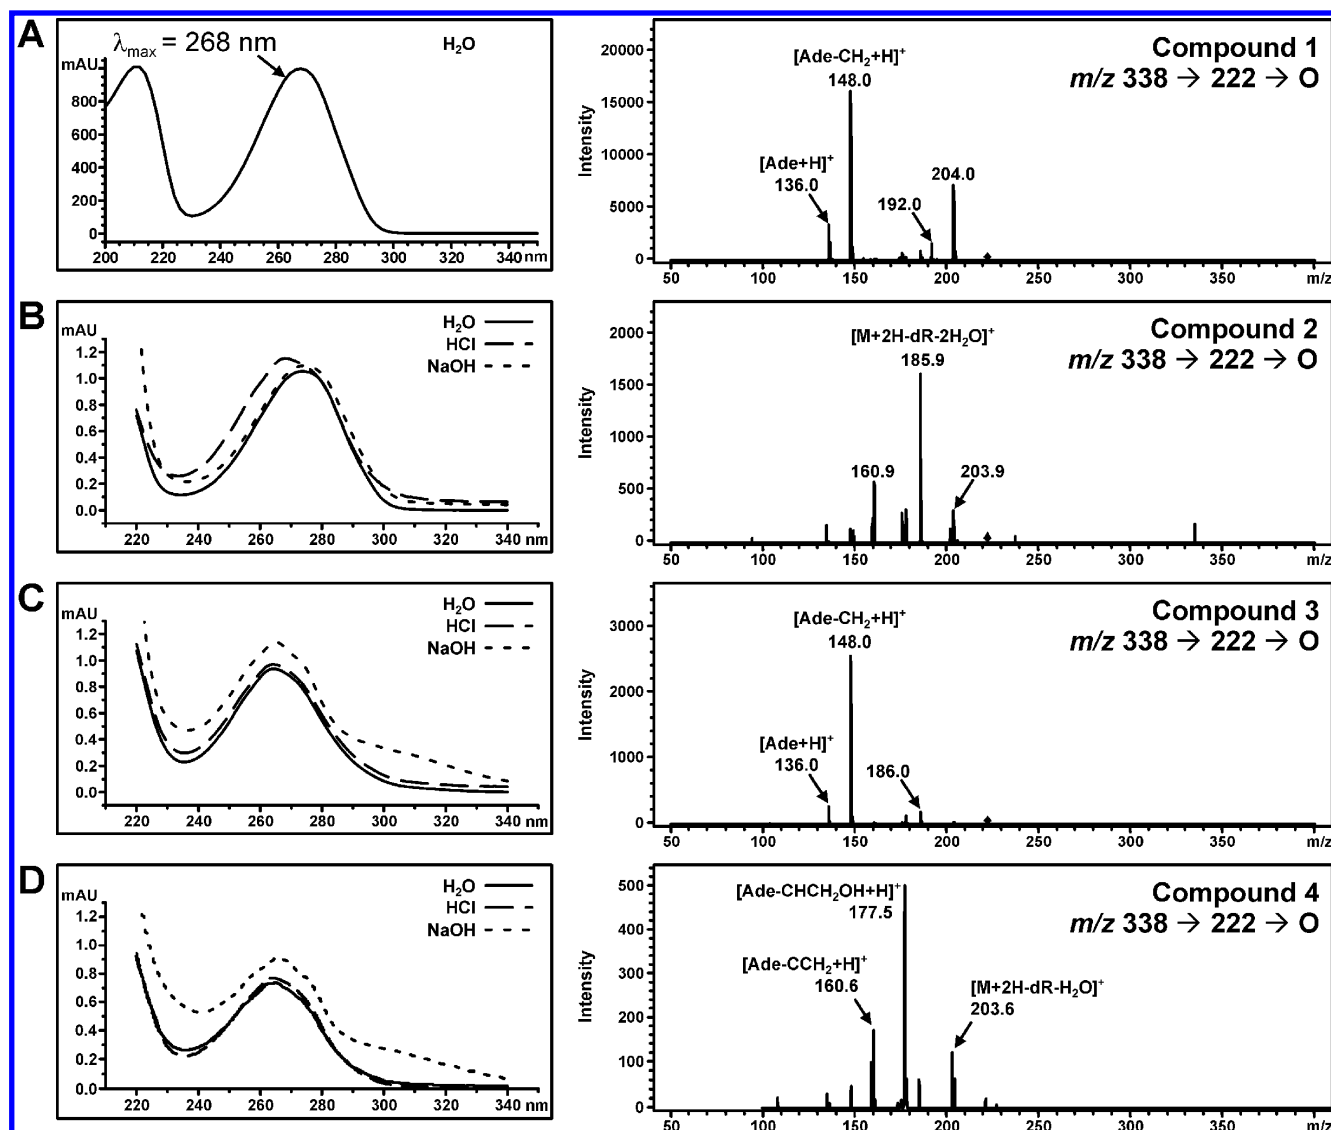 A
λmax = 268 nm
H2O
mAU
800
600
400
200
0
200 220 240 260 280 300 320 340 nm
Compound 1
m/z 338 → 222 → O
[Ade-CH2+H]+
148.0
[Ade+H]+
136.0
192.0
204.0
Intensity
20000
15000
10000
5000
0
50 100 150 200 250 300 350 m/z
B
H2O
HCl
NaOH
mAU
1.2
1.0
0.8
0.6
0.4
0.2
0.0
220 240 260 280 300 320 340 nm
Compound 2
m/z 338 → 222 → O
[M+2H-dR-2H2O]+
185.9
160.9
203.9
Intensity
2000
1500
1000
500
0
50 100 150 200 250 300 350 m/z
C
H2O
HCl
NaOH
mAU
1.2
1.0
0.8
0.6
0.4
0.2
0.0
220 240 260 280 300 320 340 nm
Compound 3
m/z 338 → 222 → O
[Ade-CH2+H]+
148.0
[Ade+H]+
136.0
186.0
Intensity
3000
2000
1000
0
50 100 150 200 250 300 350 m/z
D
H2O
HCl
NaOH
mAU
1.2
1.0
0.8
0.6
0.4
0.2
0.0
220 240 260 280 300 320 340 nm
Compound 4
m/z 338 → 222 → O
[Ade-CHCH2OH+H]+
177.5
[Ade-CCH2+H]+
160.6
[M+2H-dR-H2O]+
203.6
Intensity
500
400
300
200
100
0
50 100 150 200 250 300 350 m/z